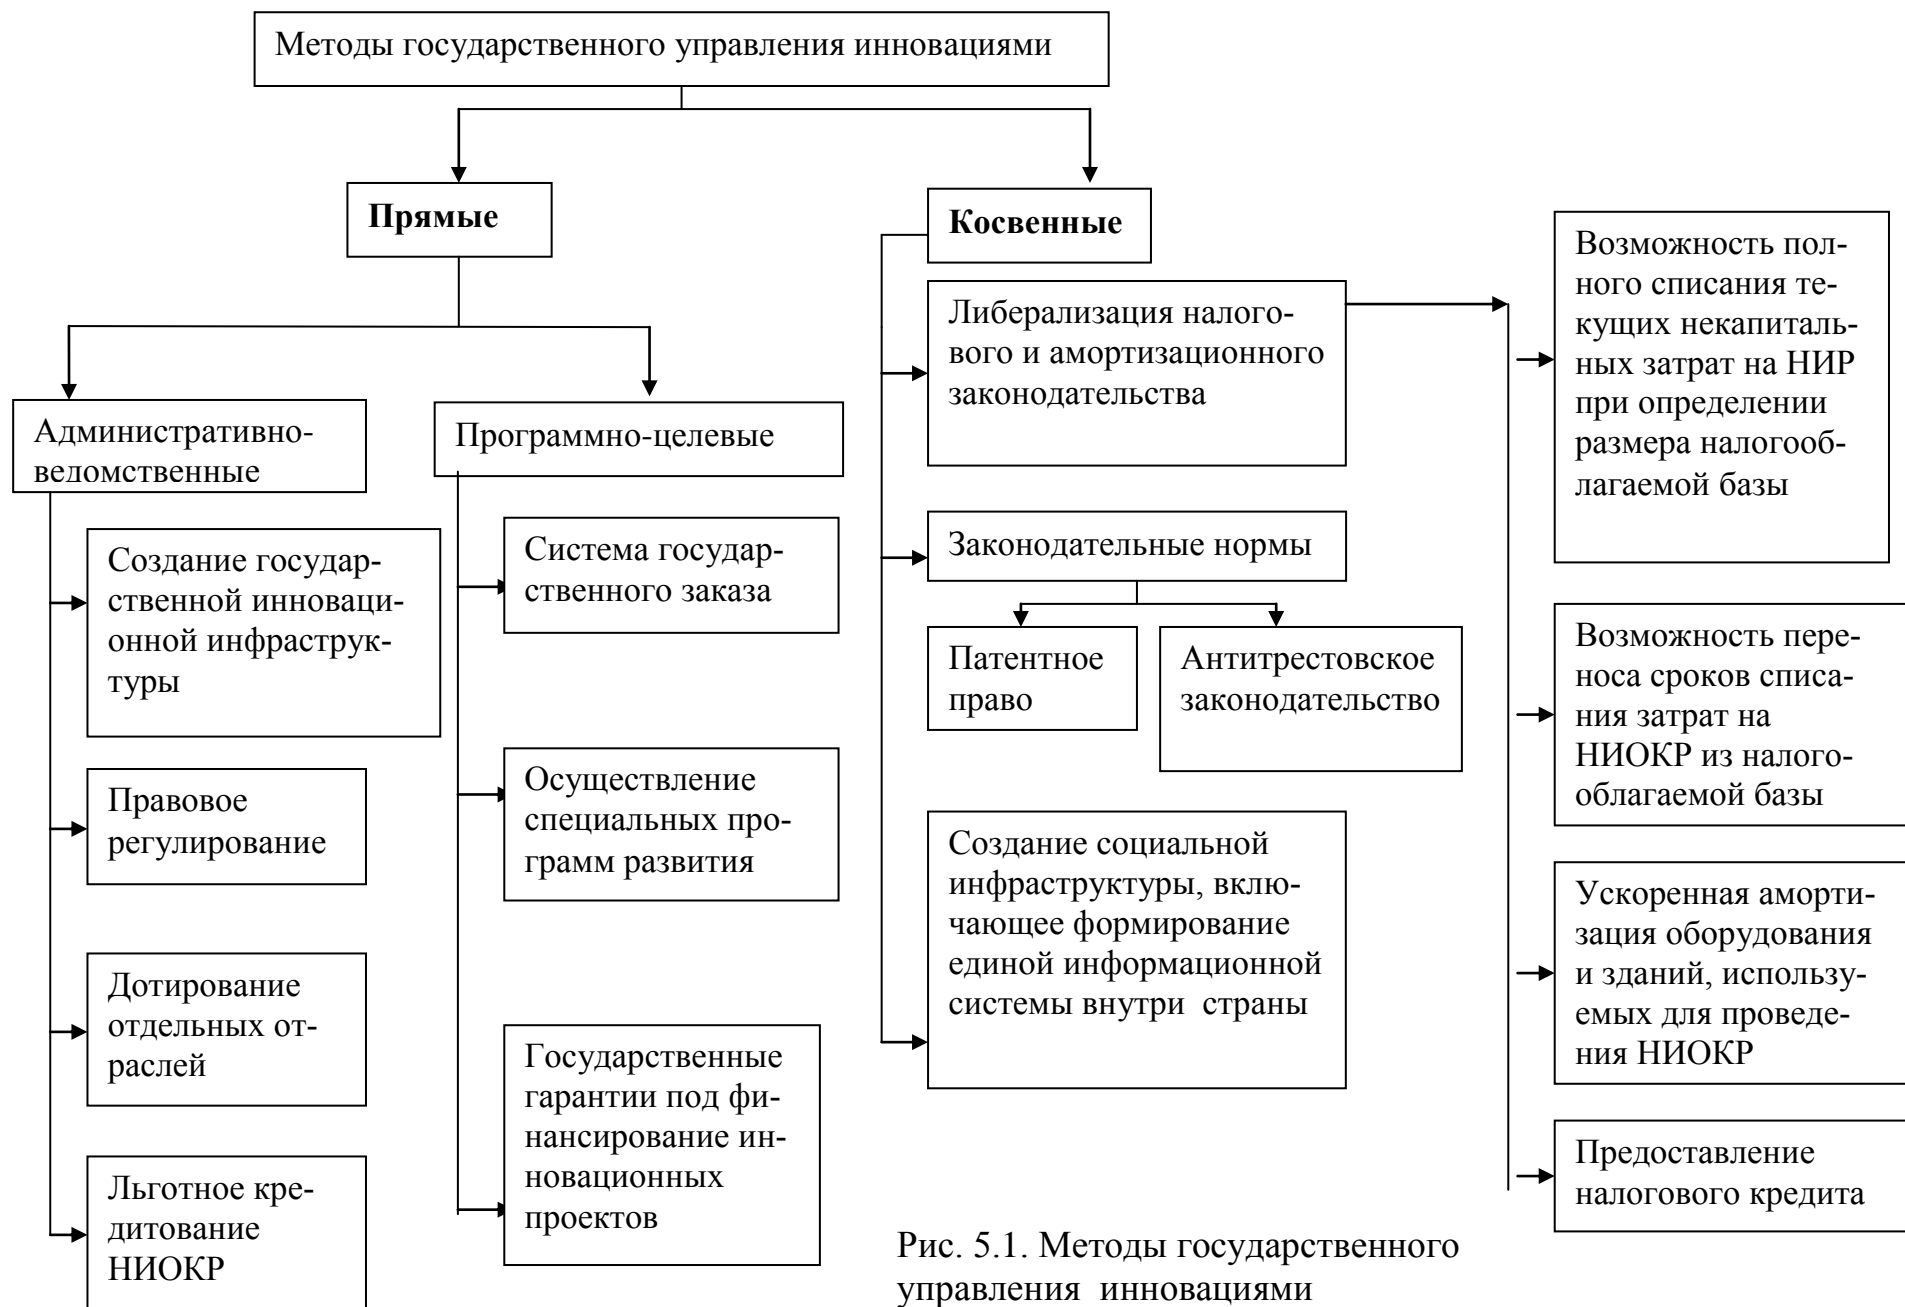 Методы государственного управления инновациями
Прямые
Косвенные
Административно-
ведомственные
Создание государ-
ственной инноваци-
онной инфраструк-
туры
Правовое
регулирование
Дотирование
отдельных от-
раслей
Льготное кре-
дитование
НИОКР
Программно-целевые
Система государ-
ственного заказа
Осуществление
специальных про-
грамм развития
Государственные
гарантии под фи-
нансирование ин-
новационных
проектов
Либерализация налого-
вого и амортизационного
законодательства
Законодательные нормы
Патентное
право
Антитрестовское
законодательство
Создание социальной
инфраструктуры, вклю-
чающее формирование
единой информационной
системы внутри страны
Возможность пол-
ного списания те-
кущих некапиталь-
ных затрат на НИР
при определении
размера налогооб-
лагаемой базы
Возможность пере-
носа сроков списа-
ния затрат на
НИОКР из налого-
облагаемой базы
Ускоренная аморти-
зация оборудования
и зданий, используе-
емых для проведе-
ния НИОКР
Предоставление
налогового кредита
Рис. 5.1. Методы государственного
управления инновациями